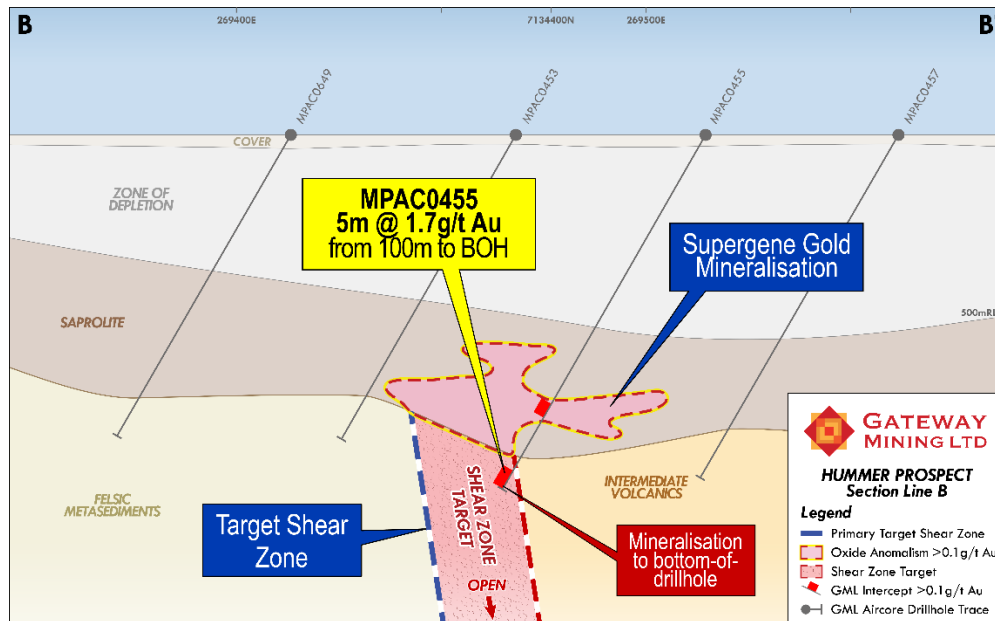 B
269400E
7134400N
269500E
B
MPAC0649
MPAC0453
MPAC0455
MPAC0457
COVER
ZONE OF
DEPLETION
MPAC0455
5m @ 1.7g/t Au
from 100m to BOH
Supergene Gold
Mineralisation
500mRL
SAPROLITE
FELSIC
METASEDIMENTS
SHEAR ZONE
TARGET
INTERMEDIATE
VOLCANICS
Target Shear
Zone
Mineralisation
to bottom-of-
drillhole
OPEN
GATEWAY
MINING LTD
HUMMER PROSPECT
Section Line B
Legend
Primary Target Shear Zone
Oxide Anomalism >0.1g/t Au
Shear Zone Target
GML Intercept >0.1g/t Au
GML Aircore Drillhole Trace